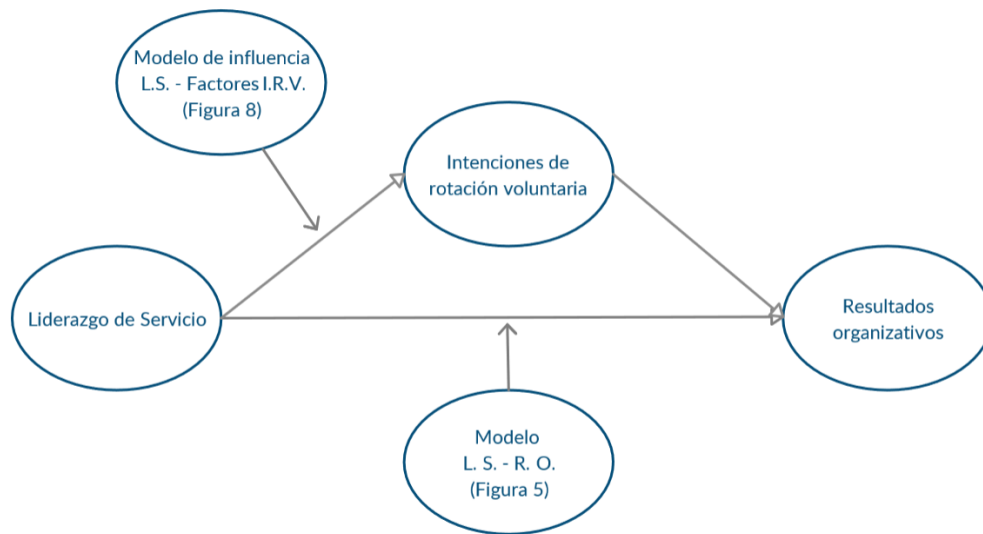 Modelo de influencia
L.S. - Factores I.R.V.
(Figura 8)
Intenciones de
rotación voluntaria
Liderazgo de Servicio
Resultados
organizativos
Modelo
L. S. - R. O.
(Figura 5)